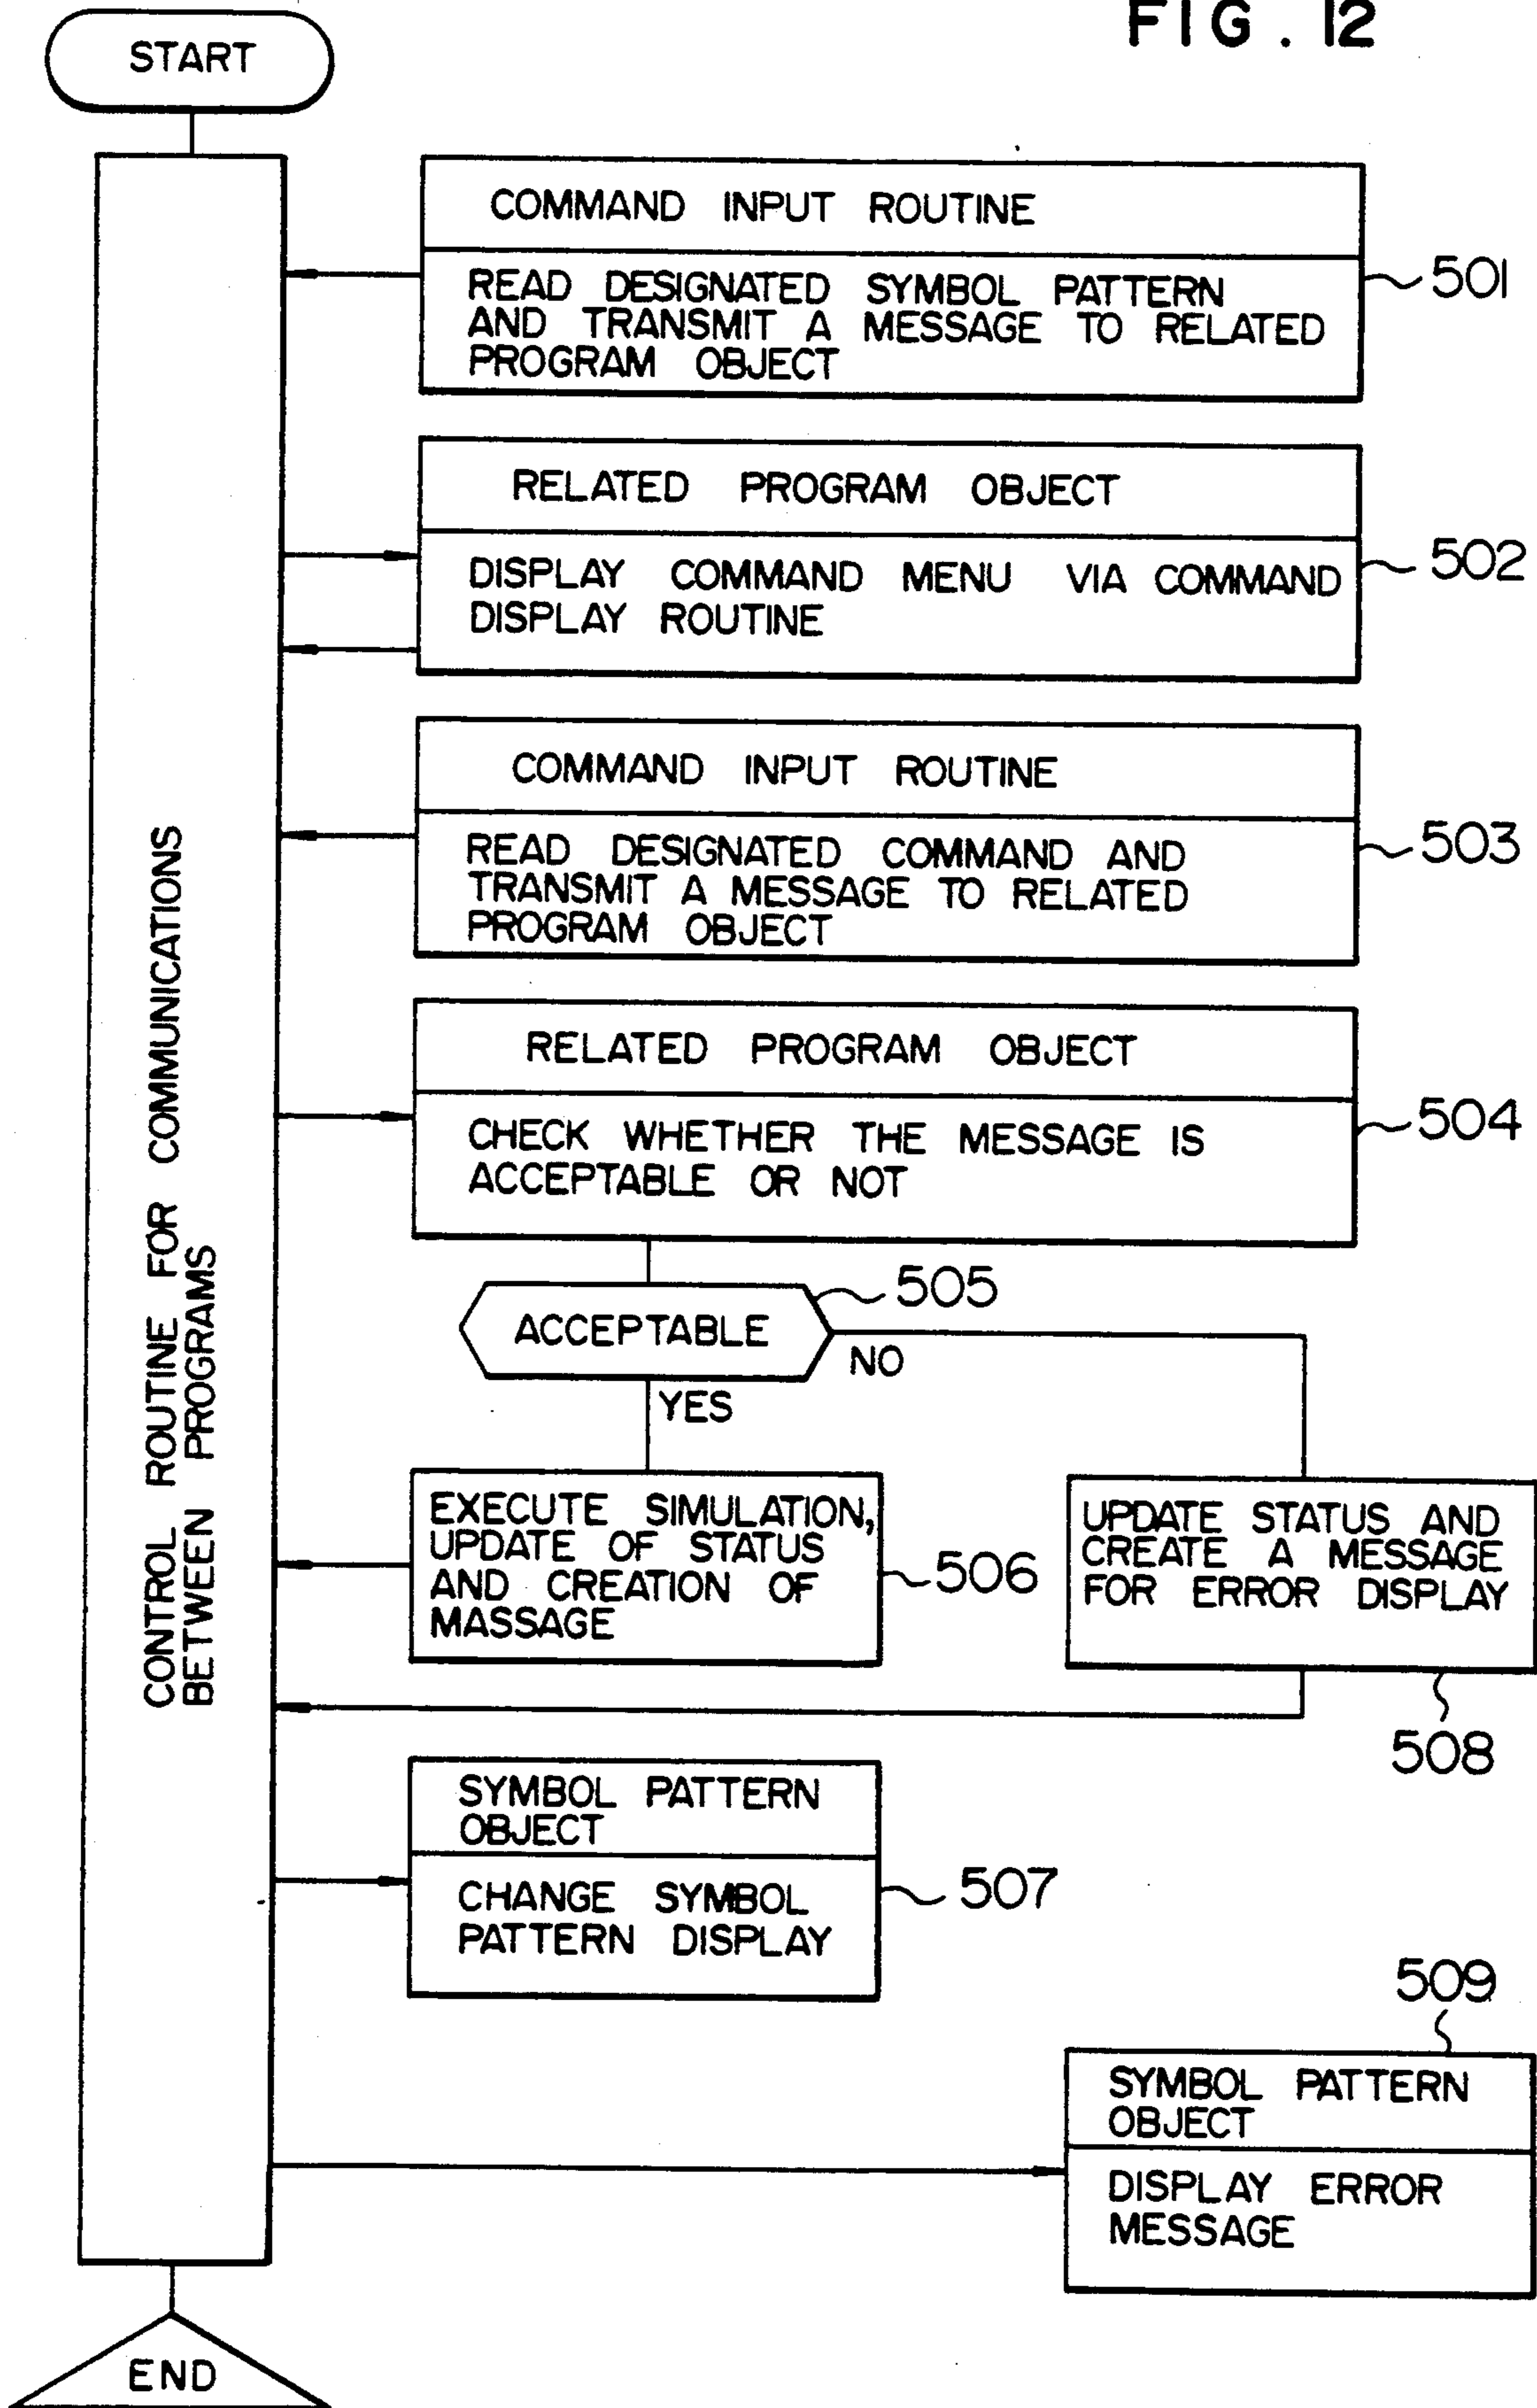 FIG. 12
START
COMMAND INPUT ROUTINE
READ DESIGNATED SYMBOL PATTERN
AND TRANSMIT A MESSAGE TO RELATED
PROGRAM OBJECT
501
RELATED PROGRAM OBJECT
DISPLAY COMMAND MENU VIA COMMAND
DISPLAY ROUTINE
502
COMMAND INPUT ROUTINE
READ DESIGNATED COMMAND AND
TRANSMIT A MESSAGE TO RELATED
PROGRAM OBJECT
503
CONTROL ROUTINE FOR COMMUNICATIONS
BETWEEN PROGRAMS
RELATED PROGRAM OBJECT
CHECK WHETHER THE MESSAGE IS
ACCEPTABLE OR NOT
504
ACCEPTABLE
505
NO
YES
EXECUTE SIMULATION,
UPDATE OF STATUS
AND CREATION OF
MASSAGE
506
UPDATE STATUS AND
CREATE A MESSAGE
FOR ERROR DISPLAY
508
SYMBOL PATTERN
OBJECT
CHANGE SYMBOL
PATTERN DISPLAY
507
509
SYMBOL PATTERN
OBJECT
DISPLAY ERROR
MESSAGE
END